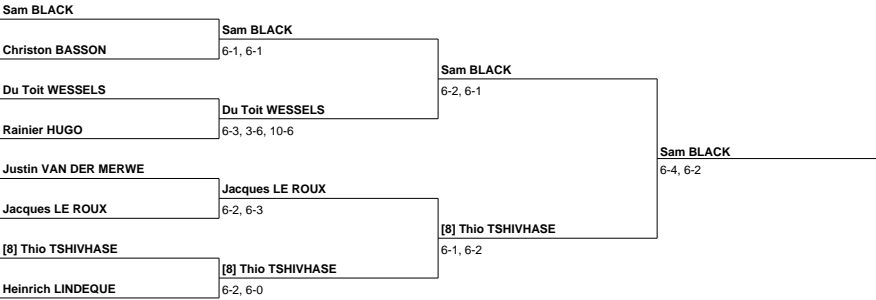 Sam BLACK
Christon BASSON
Du Toit WESSELS
Rainier HUGO
Justin VAN DER MERWE
Jacques LE ROUX
[8] Thio TSHIVHASE
Heinrich LINDEQUE
Sam BLACK
6-1, 6-1
Du Toit WESSELS
6-3, 3-6, 10-6
Jacques LE ROUX
6-2, 6-3
[8] Thio TSHIVHASE
6-2, 6-0
Sam BLACK
6-2, 6-1
[8] Thio TSHIVHASE
6-1, 6-2
Sam BLACK
6-4, 6-2